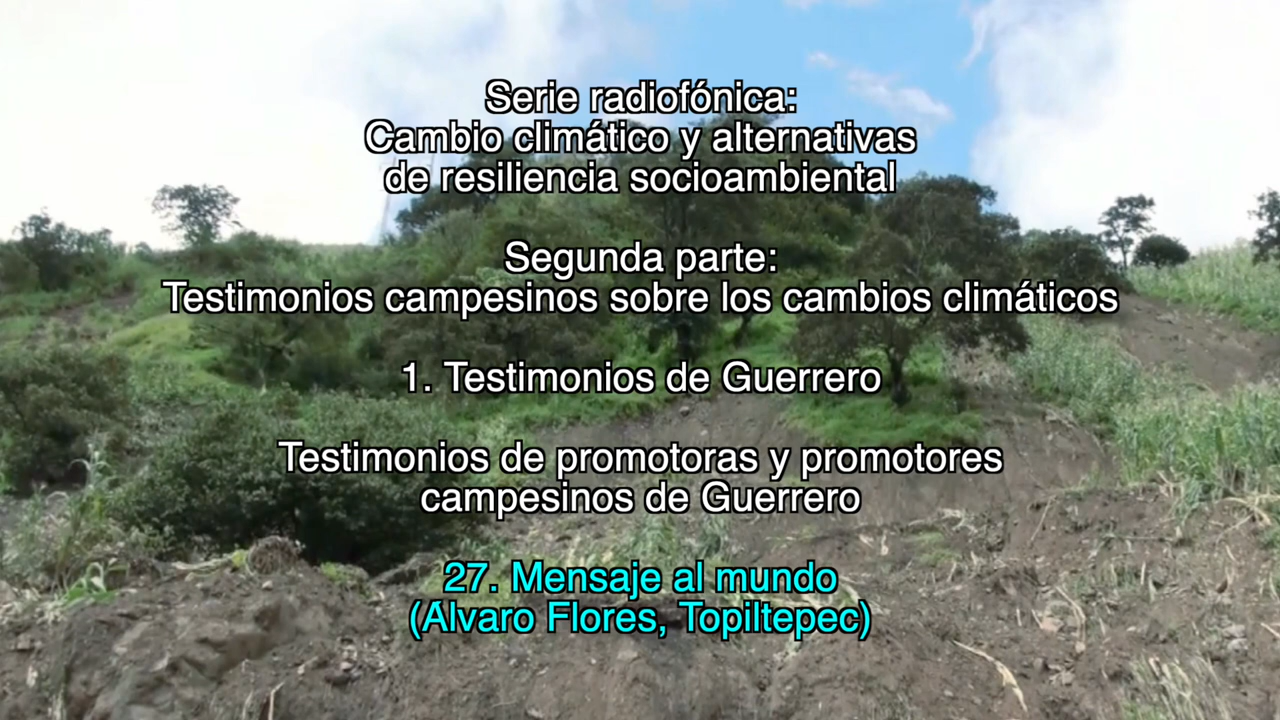 Serie radiofónica:
Cambio climático y alternativas
de resiliencia socioambiental
Segunda parte:
Testimonios campesinos sobre los cambios climáticos
1. Testimonios de Guerrero
Testimonios de promotoras y promotores
campesinos de Guerrero
27. Mensaje al mundo
(Álvaro Flores, Topiltepec)